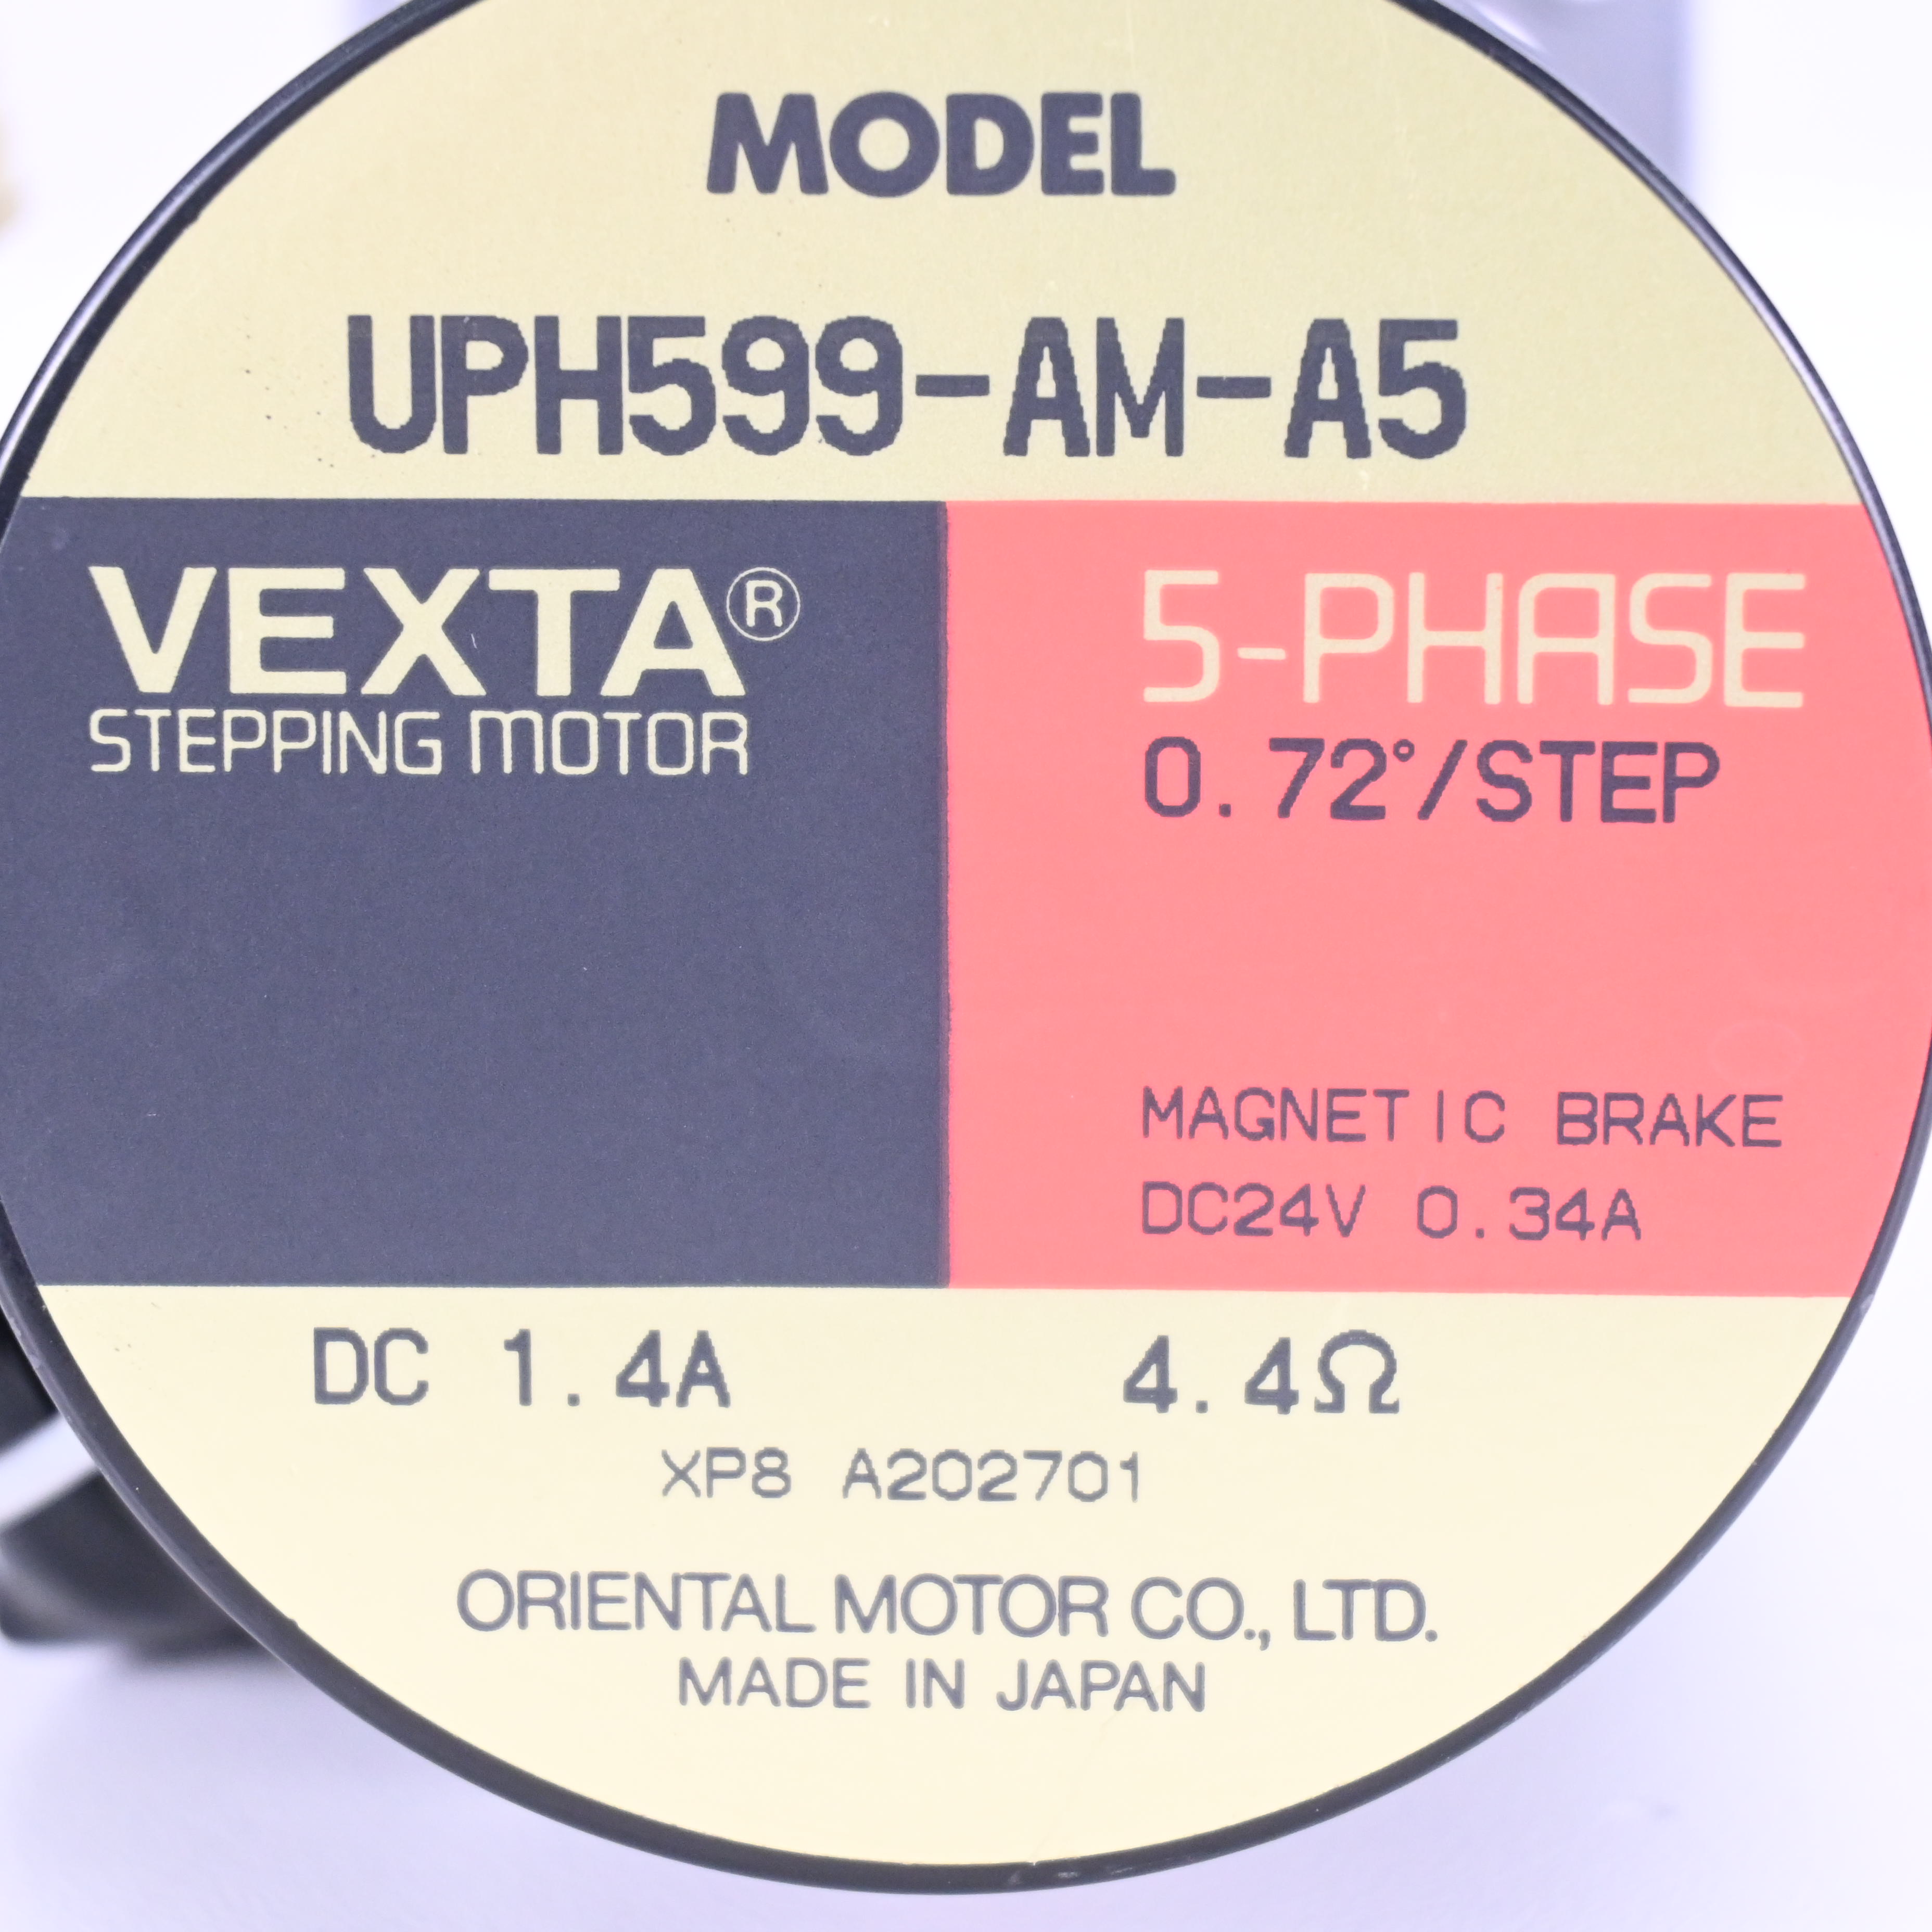 MODEL
UPH599-AM-A5
VEXTA®
STEPPING MOTOR
5-PHASE
0.72°/STEP
MAGNETIC BRAKE
DC24V 0.34A
DC 1.4A 4.4Ω
XP8 A202701
ORIENTAL MOTOR CO., LTD.
MADE IN JAPAN